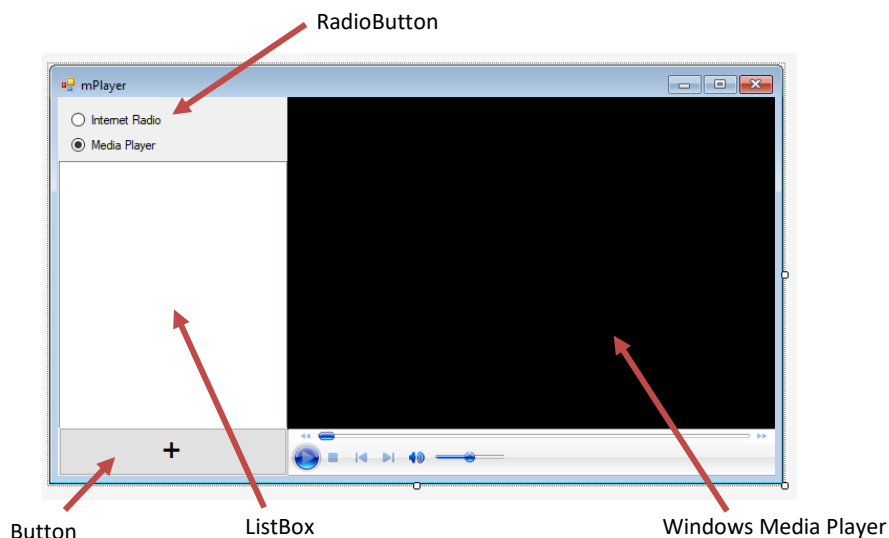 RadioButton
mPlayer
Internet Radio
Media Player
+
Button
ListBox
Windows Media Player